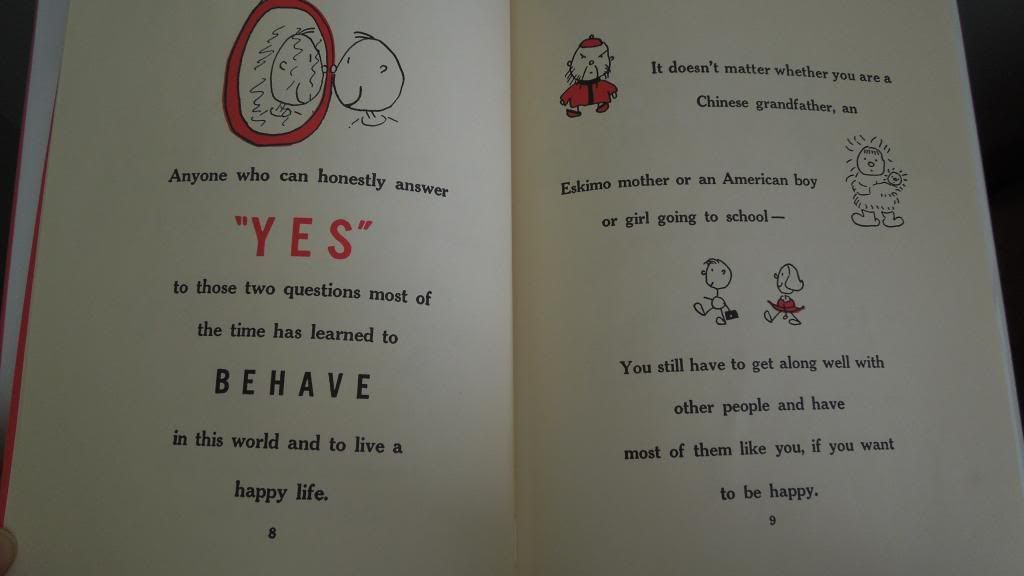 Anyone who can honestly answer
"YES"
to those two questions most of
the time has learned to
BEHAVE
in this world and to live a
happy life.
8
It doesn't matter whether you are a
Chinese grandfather, an
Eskimo mother or an American boy
or girl going to school—
You still have to get along well with
other people and have
most of them like you, if you want
to be happy.
9